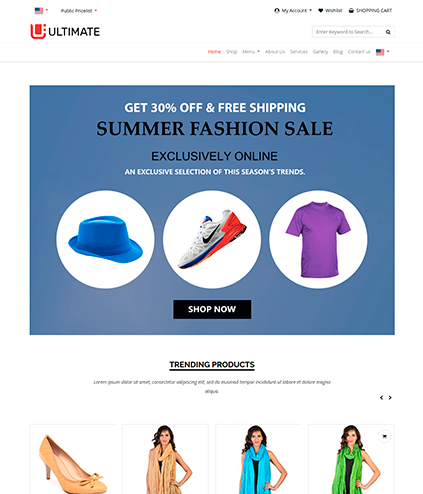 Public Pricelist
My Account
Wishlist
SHOPPING CART
ULTIMATE
Enter Keyword to Search...
Home Shop Menu About us Services Gallery Blog Contact us
GET 30% OFF & FREE SHIPPING
SUMMER FASHION SALE
EXCLUSIVELY ONLINE
AN EXCLUSIVE SELECTION OF THIS SEASON'S TRENDS.
SHOP NOW
TRENDING PRODUCTS
Lorem ipsum dolor sit amet, consectetur adipiscing elit, sed do eiusmod tempor incididunt ut labore et dolore magna
aliqua.